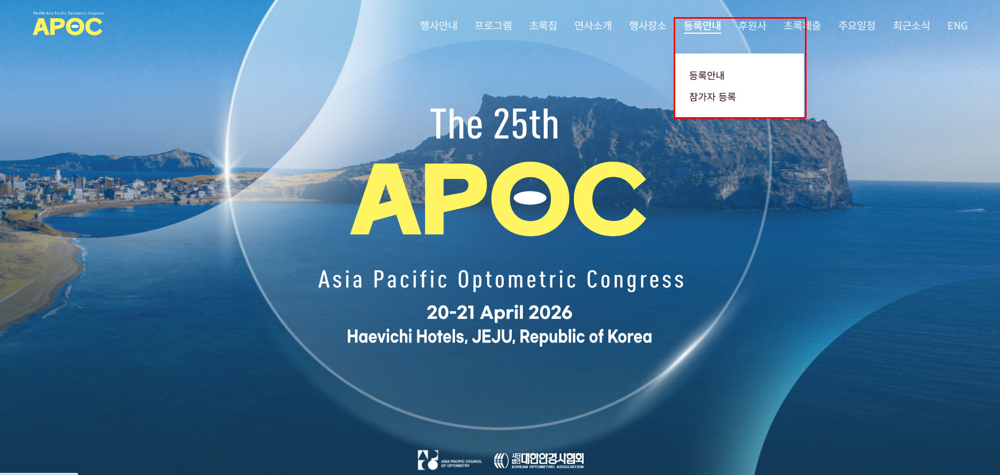 The 25th Asia Pacific Optometric Congress
APOC
행사안내 프로그램 초록집 연사소개 행사장소 등록안내 후원사 초록제출 주요일정 최근소식 ENG
등록안내
참가자 등록
The 25th
APOC
Asia Pacific Optometric Congress
20-21 April 2026
Haevichi Hotels, JEJU, Republic of Korea
ASIA PACIFIC COUNCIL
OF OPTOMETRY
KOA
사단법인 대한안경사협회
KOREAN OPTOMETRIC ASSOCIATION